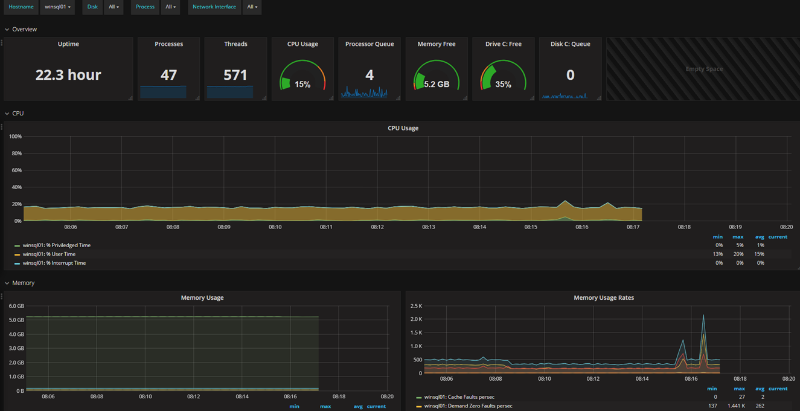 Hostname winsql01 Disk All Process All Network Interface All
Overview
Uptime Processes Threads CPU Usage Processor Queue Memory Free Drive C: Free Disk C: Queue
22.3 hour 47 571 15% 4 5.2 GB 35% 0 Empty Space
CPU
CPU Usage
100%
80%
60%
40%
20%
0%
08:06 08:07 08:08 08:09 08:10 08:11 08:12 08:13 08:14 08:15 08:16 08:17 08:18 08:19 08:20
min max avg current
winsql01: % Priviledged Time 0% 5% 1%
winsql01: % User Time 13% 20% 15%
winsql01: % Interrupt Time 0% 0% 0%
Memory
Memory Usage Memory Usage Rates
6.0 GB 2.5 K
5.0 GB 2.0 K
4.0 GB 1.5 K
3.0 GB 1.0 K
2.0 GB 500
1.0 GB 0
0 B
08:06 08:08 08:10 08:12 08:14 08:16 08:18 08:20 08:06 08:08 08:10 08:12 08:14 08:16 08:18 08:20
min max avg current min max avg current
winsql01: Cache Faults persec 0 27 2
winsql01: Demand Zero Faults persec 137 1.441 K 262